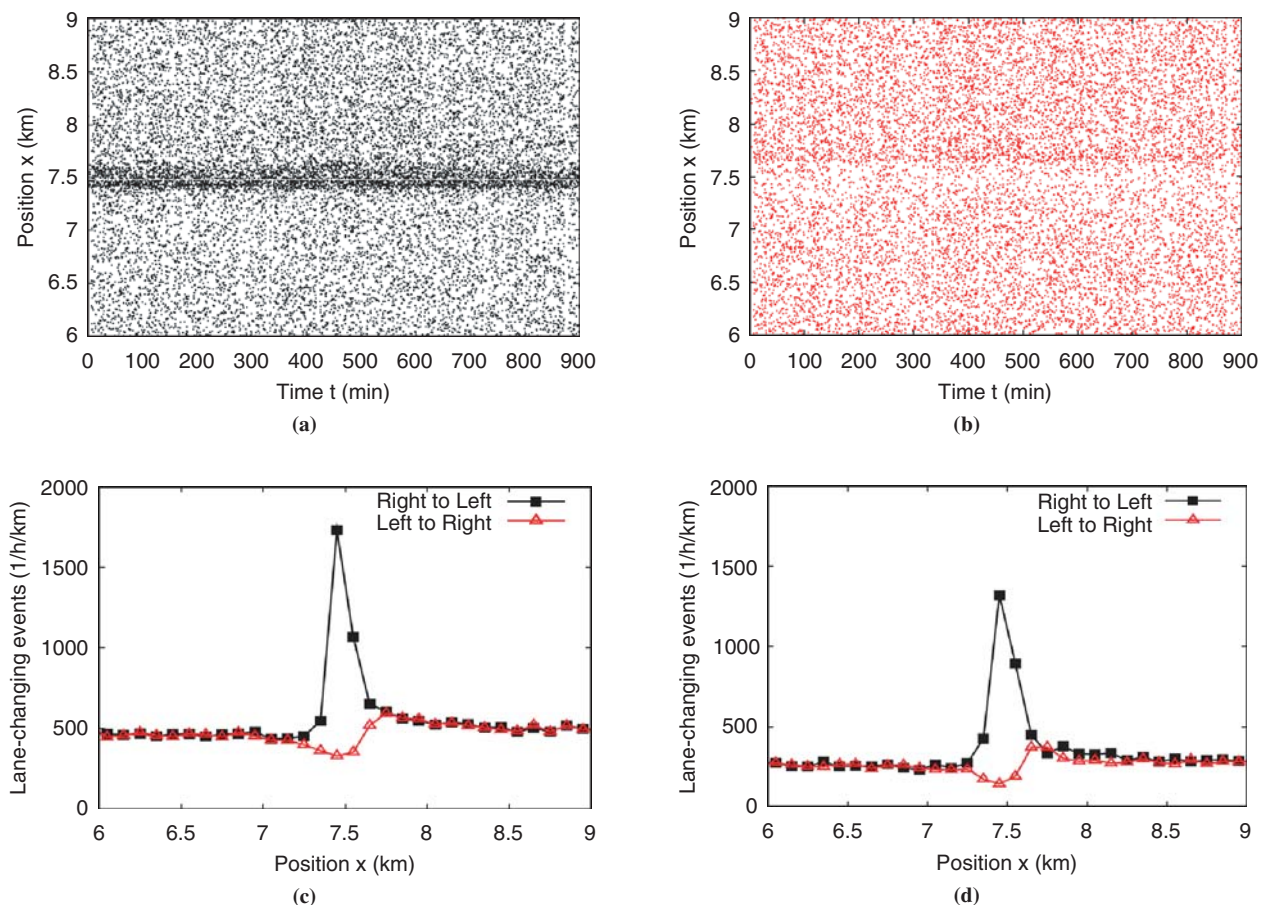 9
8.5
8
7.5
7
6.5
6
Position x (km)
0 100 200 300 400 500 600 700 800 900
Time t (min)
(a)
9
8.5
8
7.5
7
6.5
6
Position x (km)
0 100 200 300 400 500 600 700 800 900
Time t (min)
(b)
2000
1500
1000
500
0
Lane-changing events (1/h/km)
Right to Left
Left to Right
6 6.5 7 7.5 8 8.5 9
Position x (km)
(c)
2000
1500
1000
500
0
Lane-changing events (1/h/km)
Right to Left
Left to Right
6 6.5 7 7.5 8 8.5 9
Position x (km)
(d)